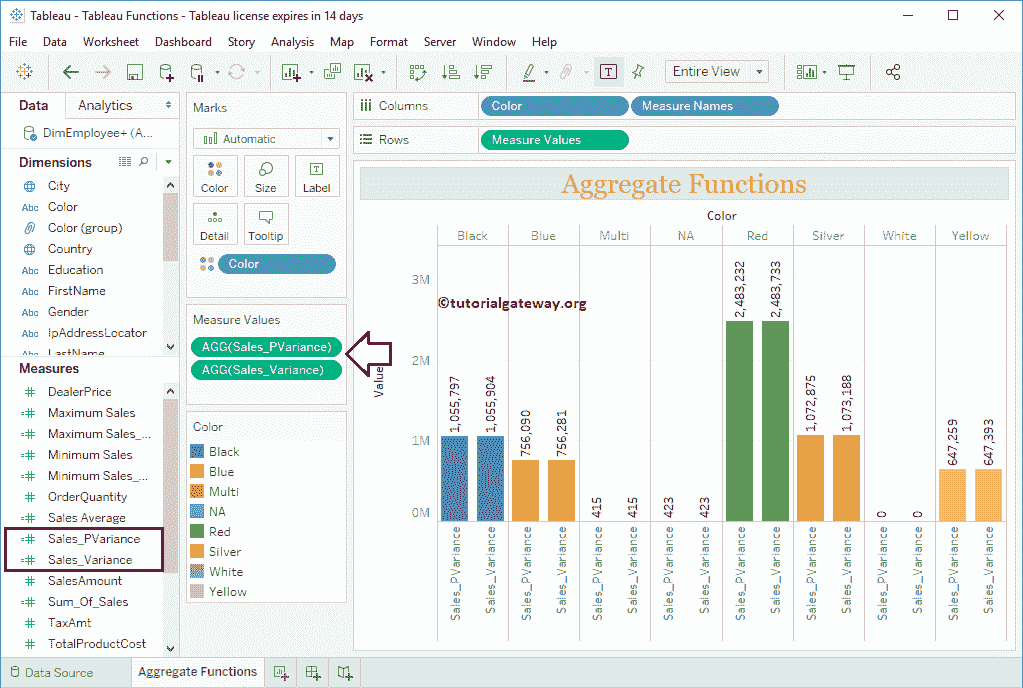 Tableau - Tableau Functions - Tableau license expires in 14 days
File Data Worksheet Dashboard Story Analysis Map Format Server Window Help
Entire View
Data Analytics
DimEmployee+ (A...
Dimensions
City
Abc Color
Color (group)
Country
Abc Education
Abc FirstName
Abc Gender
Abc IpAddressLocator
Abc LastName
Measures
DealerPrice
Maximum Sales
Maximum Sales_...
Minimum Sales
Minimum Sales_...
OrderQuantity
Sales Average
Sales_PVariance
Sales_Variance
SalesAmount
Sum_Of_Sales
TaxAmt
TotalProductCost
Marks
Automatic
Color Size Label
Detail Tooltip
Color
Measure Values
AGG(Sales_PVariance)
AGG(Sales_Variance)
Color
Black
Blue
Multi
NA
Red
Silver
White
Yellow
Columns Color Measure Names
Rows Measure Values
Aggregate Functions
Color
Black Blue Multi NA Red Silver White Yellow
©tutorialgateway.org
Value
3M
2M
1M
0M
1,055,797 1,055,904 756,090 756,281 415 415 423 423 2,483,232 2,483,733 1,072,875 1,073,188 0 0 647,259 647,393
Sales_PVariance Sales_Variance Sales_PVariance Sales_Variance Sales_PVariance Sales_Variance Sales_PVariance Sales_Variance Sales_PVariance Sales_Variance Sales_PVariance Sales_Variance Sales_PVariance Sales_Variance Sales_PVariance Sales_Variance
Data Source Aggregate Functions